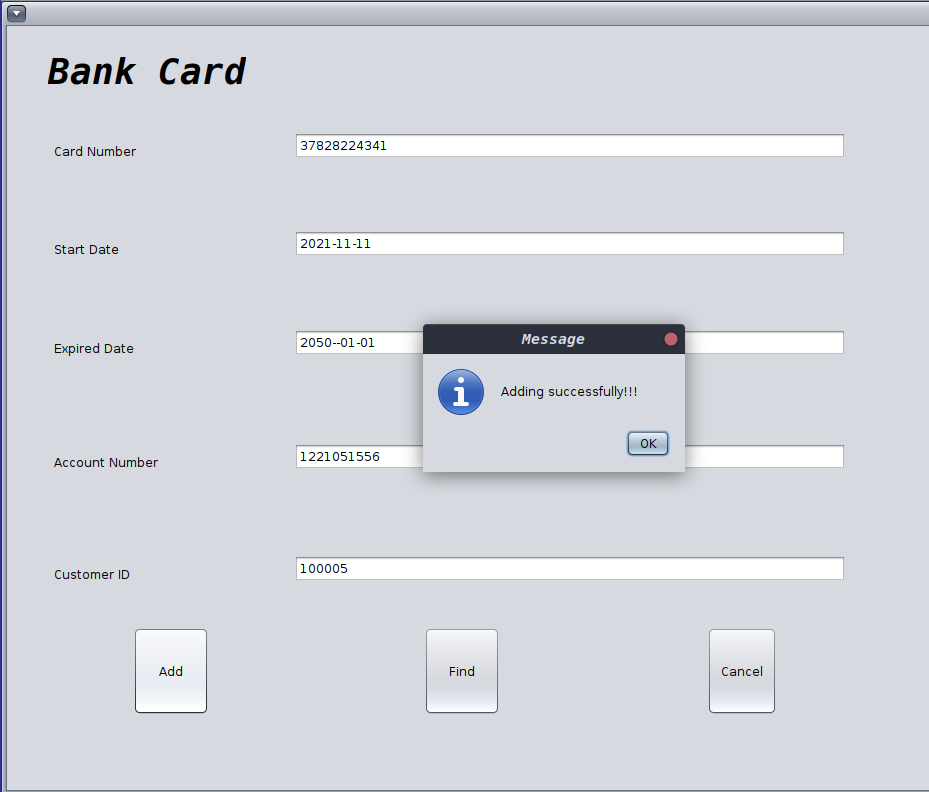 Bank Card
Card Number 37828224341
Start Date 2021-11-11
Expired Date 2050--01-01
Message
Adding successfully!!!
OK
Account Number 1221051556
Customer ID 100005
Add Find Cancel